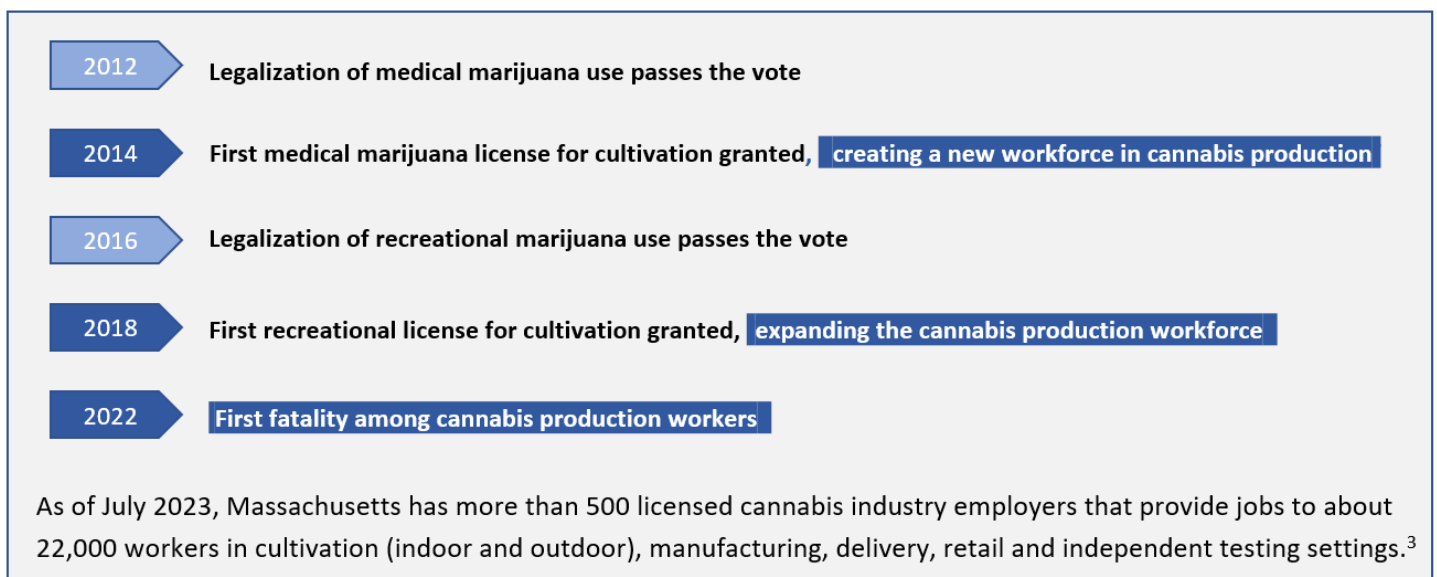 2012 Legalization of medical marijuana use passes the vote
2014 First medical marijuana license for cultivation granted, creating a new workforce in cannabis production
2016 Legalization of recreational marijuana use passes the vote
2018 First recreational license for cultivation granted, expanding the cannabis production workforce
2022 First fatality among cannabis production workers
As of July 2023, Massachusetts has more than 500 licensed cannabis industry employers that provide jobs to about
22,000 workers in cultivation (indoor and outdoor), manufacturing, delivery, retail and independent testing settings.³